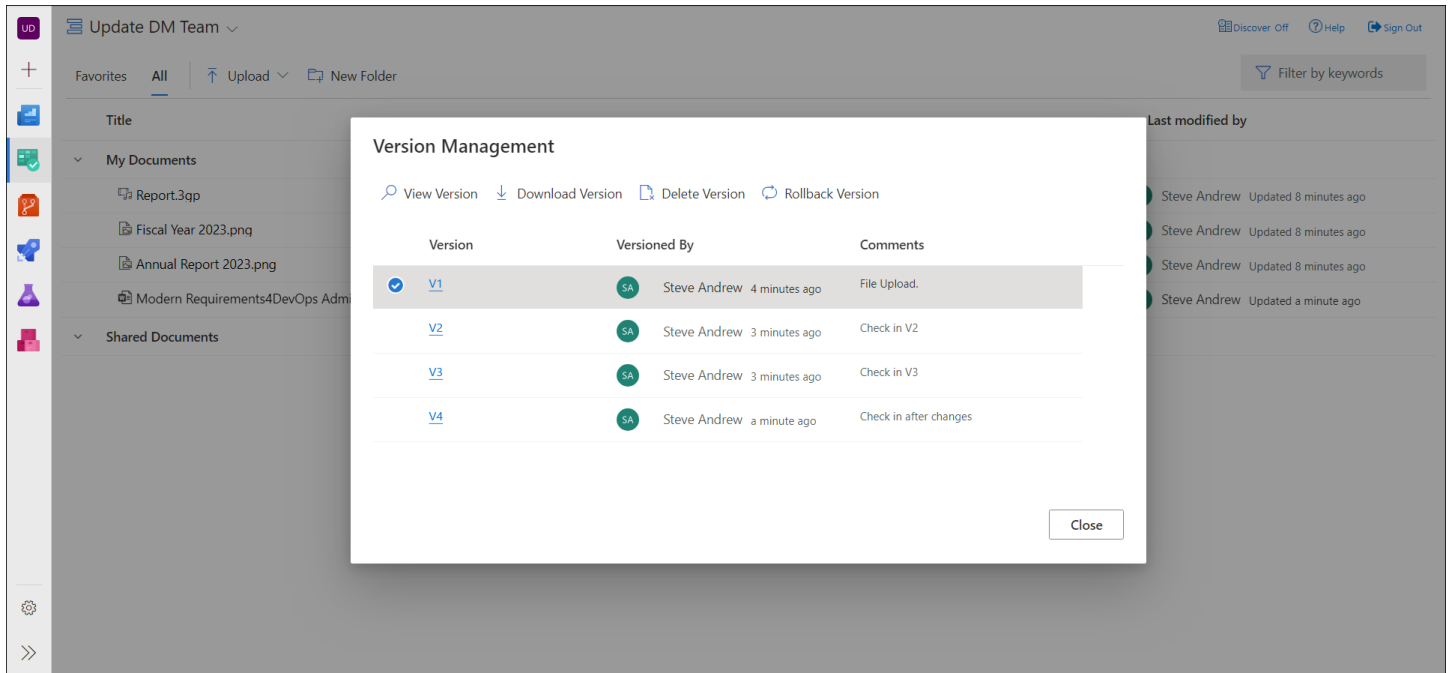 UD
Update DM Team
Discover Off Help Sign Out
Favorites All Upload New Folder
Filter by keywords
Title
Last modified by
My Documents
Report.3gp
Steve Andrew Updated 8 minutes ago
Fiscal Year 2023.png
Steve Andrew Updated 8 minutes ago
Annual Report 2023.png
Steve Andrew Updated 8 minutes ago
Modern Requirements4DevOps Admi
Steve Andrew Updated a minute ago
Shared Documents
Version Management
View Version Download Version Delete Version Rollback Version
Version Versioned By Comments
V1 SA Steve Andrew 4 minutes ago File Upload.
V2 SA Steve Andrew 3 minutes ago Check in V2
V3 SA Steve Andrew 3 minutes ago Check in V3
V4 SA Steve Andrew a minute ago Check in after changes
Close